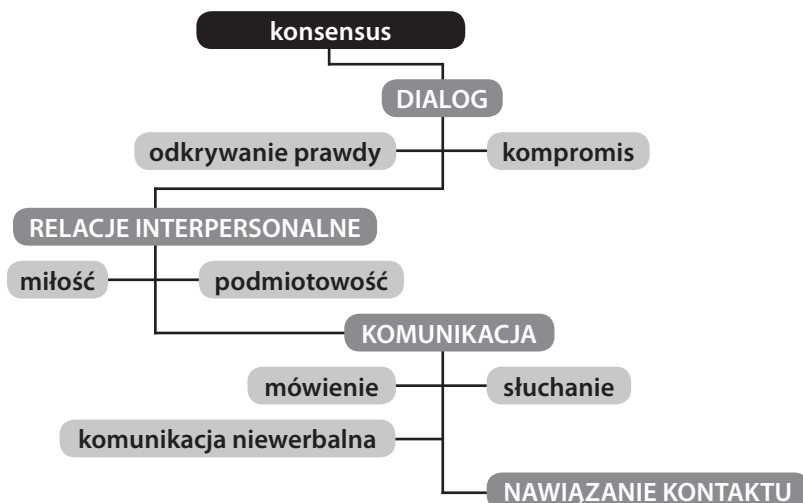 konsensus
DIALOG
odkrywanie prawdy
kompromis
RELACJE INTERPERSONALNE
miłość
podmiotowość
KOMUNIKACJA
mówienie
słuchanie
komunikacja niewerbalna
NAWIĄZANIE KONTAKTU